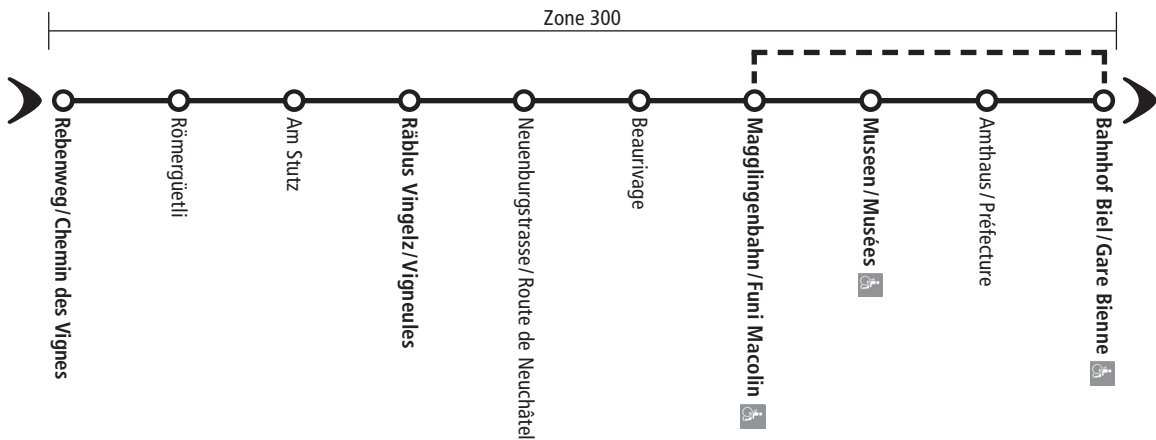 Zone 300
Rebenweg/Chemin des Vignes
Römergüetli
Am Stutz
Räblus Vingelz/Vigneules
Neuenburgstrasse/Route de Neuchâtel
Beaurivage
Magglingenbahn/Funi Macolin
Museen/Musées
Amthaus/Préfecture
Bahnhof Biel/Gare Bienne